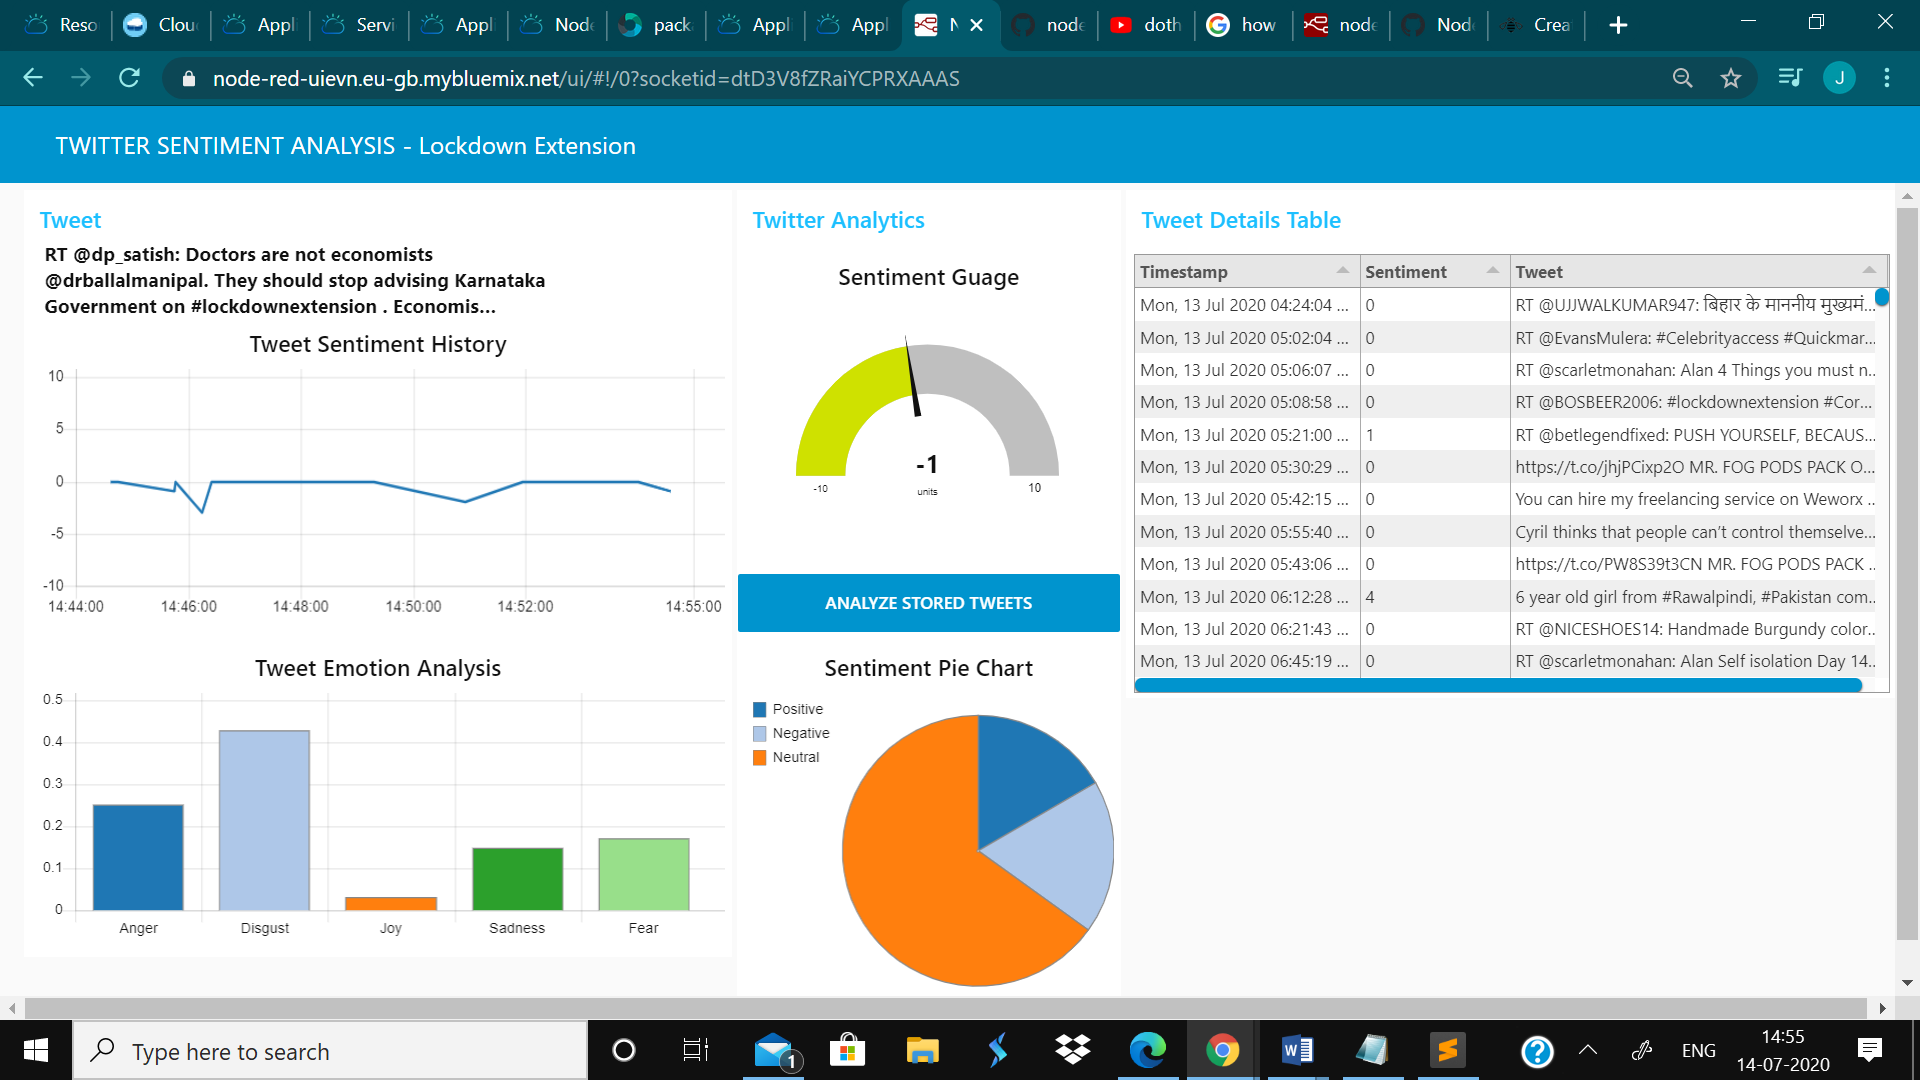 Reso
Clou
Appli
Servi
Appli
Node
pack
Appli
Appl
N
node
doth
G how
node
Nod
Crea
node-red-uievn.eu-gb.mybluemix.net/ui/#!/0?socketid=dtD3V8fZRaiYCPRXAAAS
J
TWITTER SENTIMENT ANALYSIS - Lockdown Extension
Tweet
RT @dp_satish: Doctors are not economists
@drballalmanipal. They should stop advising Karnataka
Government on #lockdownextension . Economis...
Tweet Sentiment History
10
5
0
-5
-10
14:44:00 14:46:00 14:48:00 14:50:00 14:52:00 14:55:00
Tweet Emotion Analysis
0.5
0.4
0.3
0.2
0.1
0
Anger Disgust Joy Sadness Fear
Twitter Analytics
Sentiment Guage
-1
-10 units 10
ANALYZE STORED TWEETS
Sentiment Pie Chart
Positive
Negative
Neutral
Tweet Details Table
Timestamp Sentiment Tweet
Mon, 13 Jul 2020 04:24:04 ... 0 RT @UJJWALKUMAR947: बिहार के माननीय मुख्यमं...
Mon, 13 Jul 2020 05:02:04 ... 0 RT @EvansMulera: #Celebrityaccess #Quickmar...
Mon, 13 Jul 2020 05:06:07 ... 0 RT @scarletmonahan: Alan 4 Things you must n...
Mon, 13 Jul 2020 05:08:58 ... 0 RT @BOSBEER2006: #lockdownextension #Cor...
Mon, 13 Jul 2020 05:21:00 ... 1 RT @betlegendfixed: PUSH YOURSELF, BECAUS...
Mon, 13 Jul 2020 05:30:29 ... 0 https://t.co/jhjPCixp2O MR. FOG PODS PACK O...
Mon, 13 Jul 2020 05:42:15 ... 0 You can hire my freelancing service on Weworx ...
Mon, 13 Jul 2020 05:55:40 ... 0 Cyril thinks that people can’t control themselve...
Mon, 13 Jul 2020 05:43:06 ... 0 https://t.co/PW8S39t3CN MR. FOG PODS PACK ...
Mon, 13 Jul 2020 06:12:28 ... 4 6 year old girl from #Rawalpindi, #Pakistan com...
Mon, 13 Jul 2020 06:21:43 ... 0 RT @NICESHOES14: Handmade Burgundy color...
Mon, 13 Jul 2020 06:45:19 ... 0 RT @scarletmonahan: Alan Self isolation Day 14...
Type here to search
1
ENG
14:55
14-07-2020